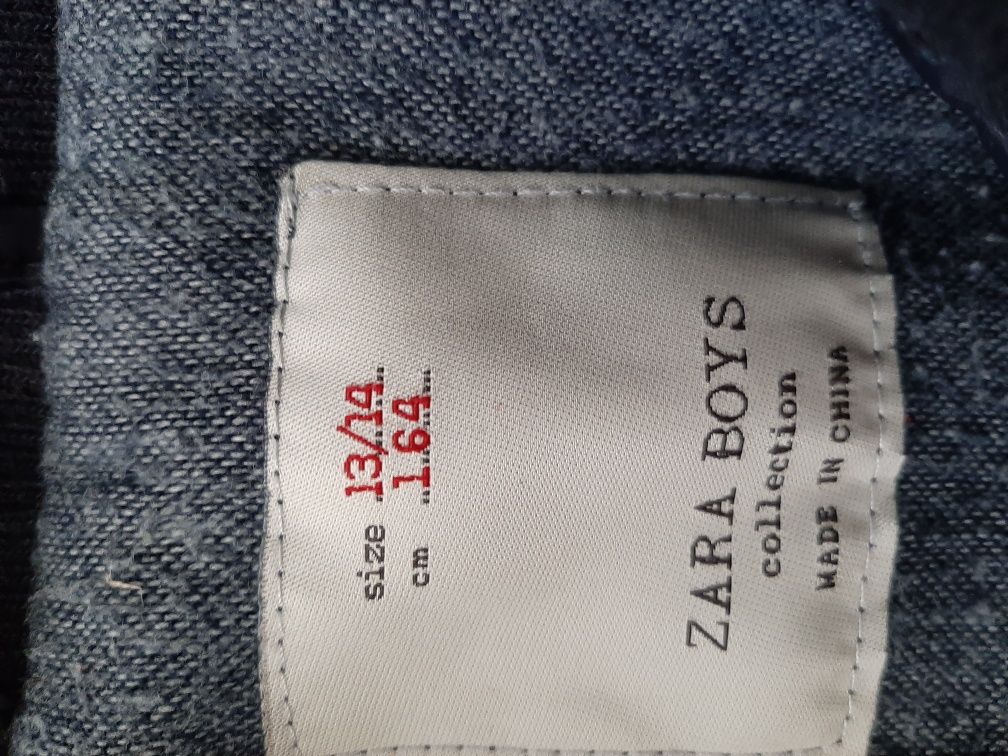 size 13/14
cm 164
ZARA BOYS
collection
MADE IN CHINA